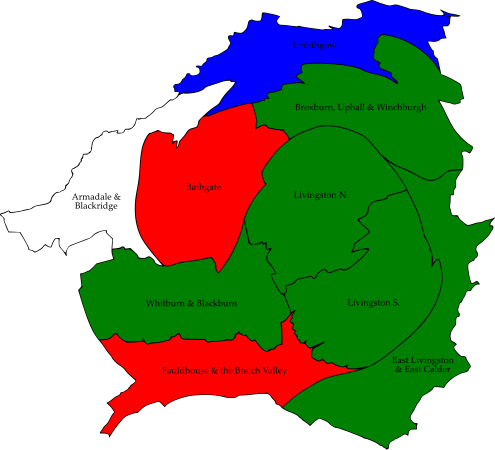 Linlithgow
Broxburn, Uphall & Winchburgh
Bathgate
Armadale &
Blackridge
Livingston N.
Whitburn & Blackburn
Livingston S.
Fauldhouse & the Breich Valley
East Livingston
& East Calder